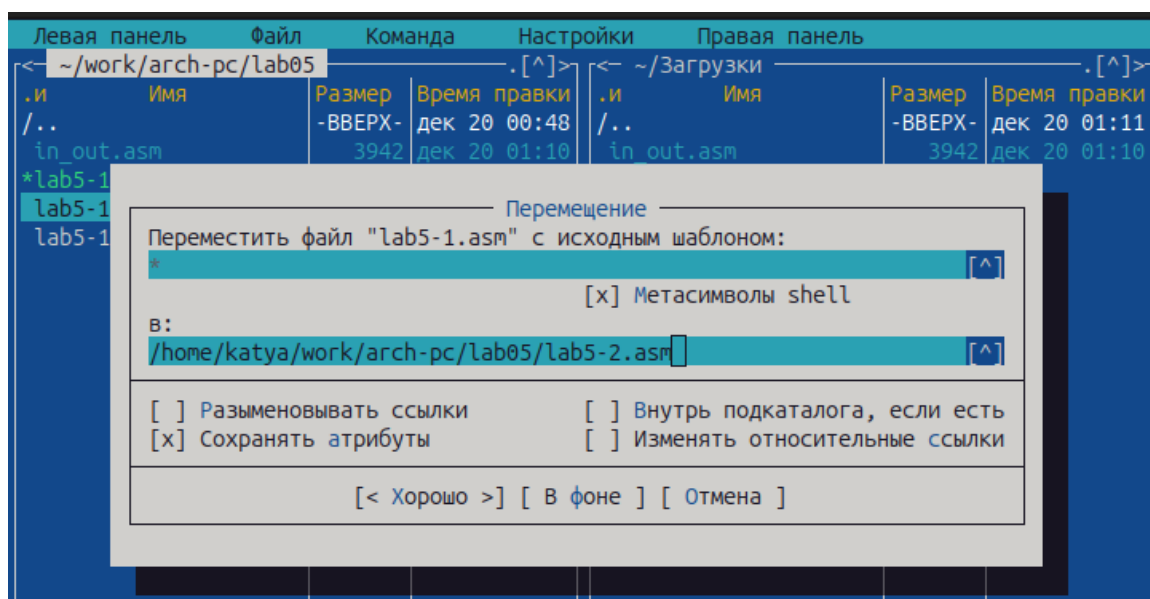 Левая панель Файл Команда Настройки Правая панель
<─ ~/work/arch-pc/lab05 .[^]> <─ ~/Загрузки .[^]>
.и Имя Размер Время правки .и Имя Размер Время правки
/.. -ВВЕРХ- дек 20 00:48 /.. -ВВЕРХ- дек 20 01:11
in_out.asm 3942 дек 20 01:10 in_out.asm 3942 дек 20 01:10
*lab5-1
lab5-1
lab5-1
Перемещение
Переместить файл "lab5-1.asm" с исходным шаблоном:
* [^]
[x] Метасимволы shell
в:
/home/katya/work/arch-pc/lab05/lab5-2.asm [^]
[ ] Разыменовывать ссылки [ ] Внутрь подкаталога, если есть
[x] Сохранять атрибуты [ ] Изменять относительные ссылки
[< Хорошо >] [ В фоне ] [ Отмена ]